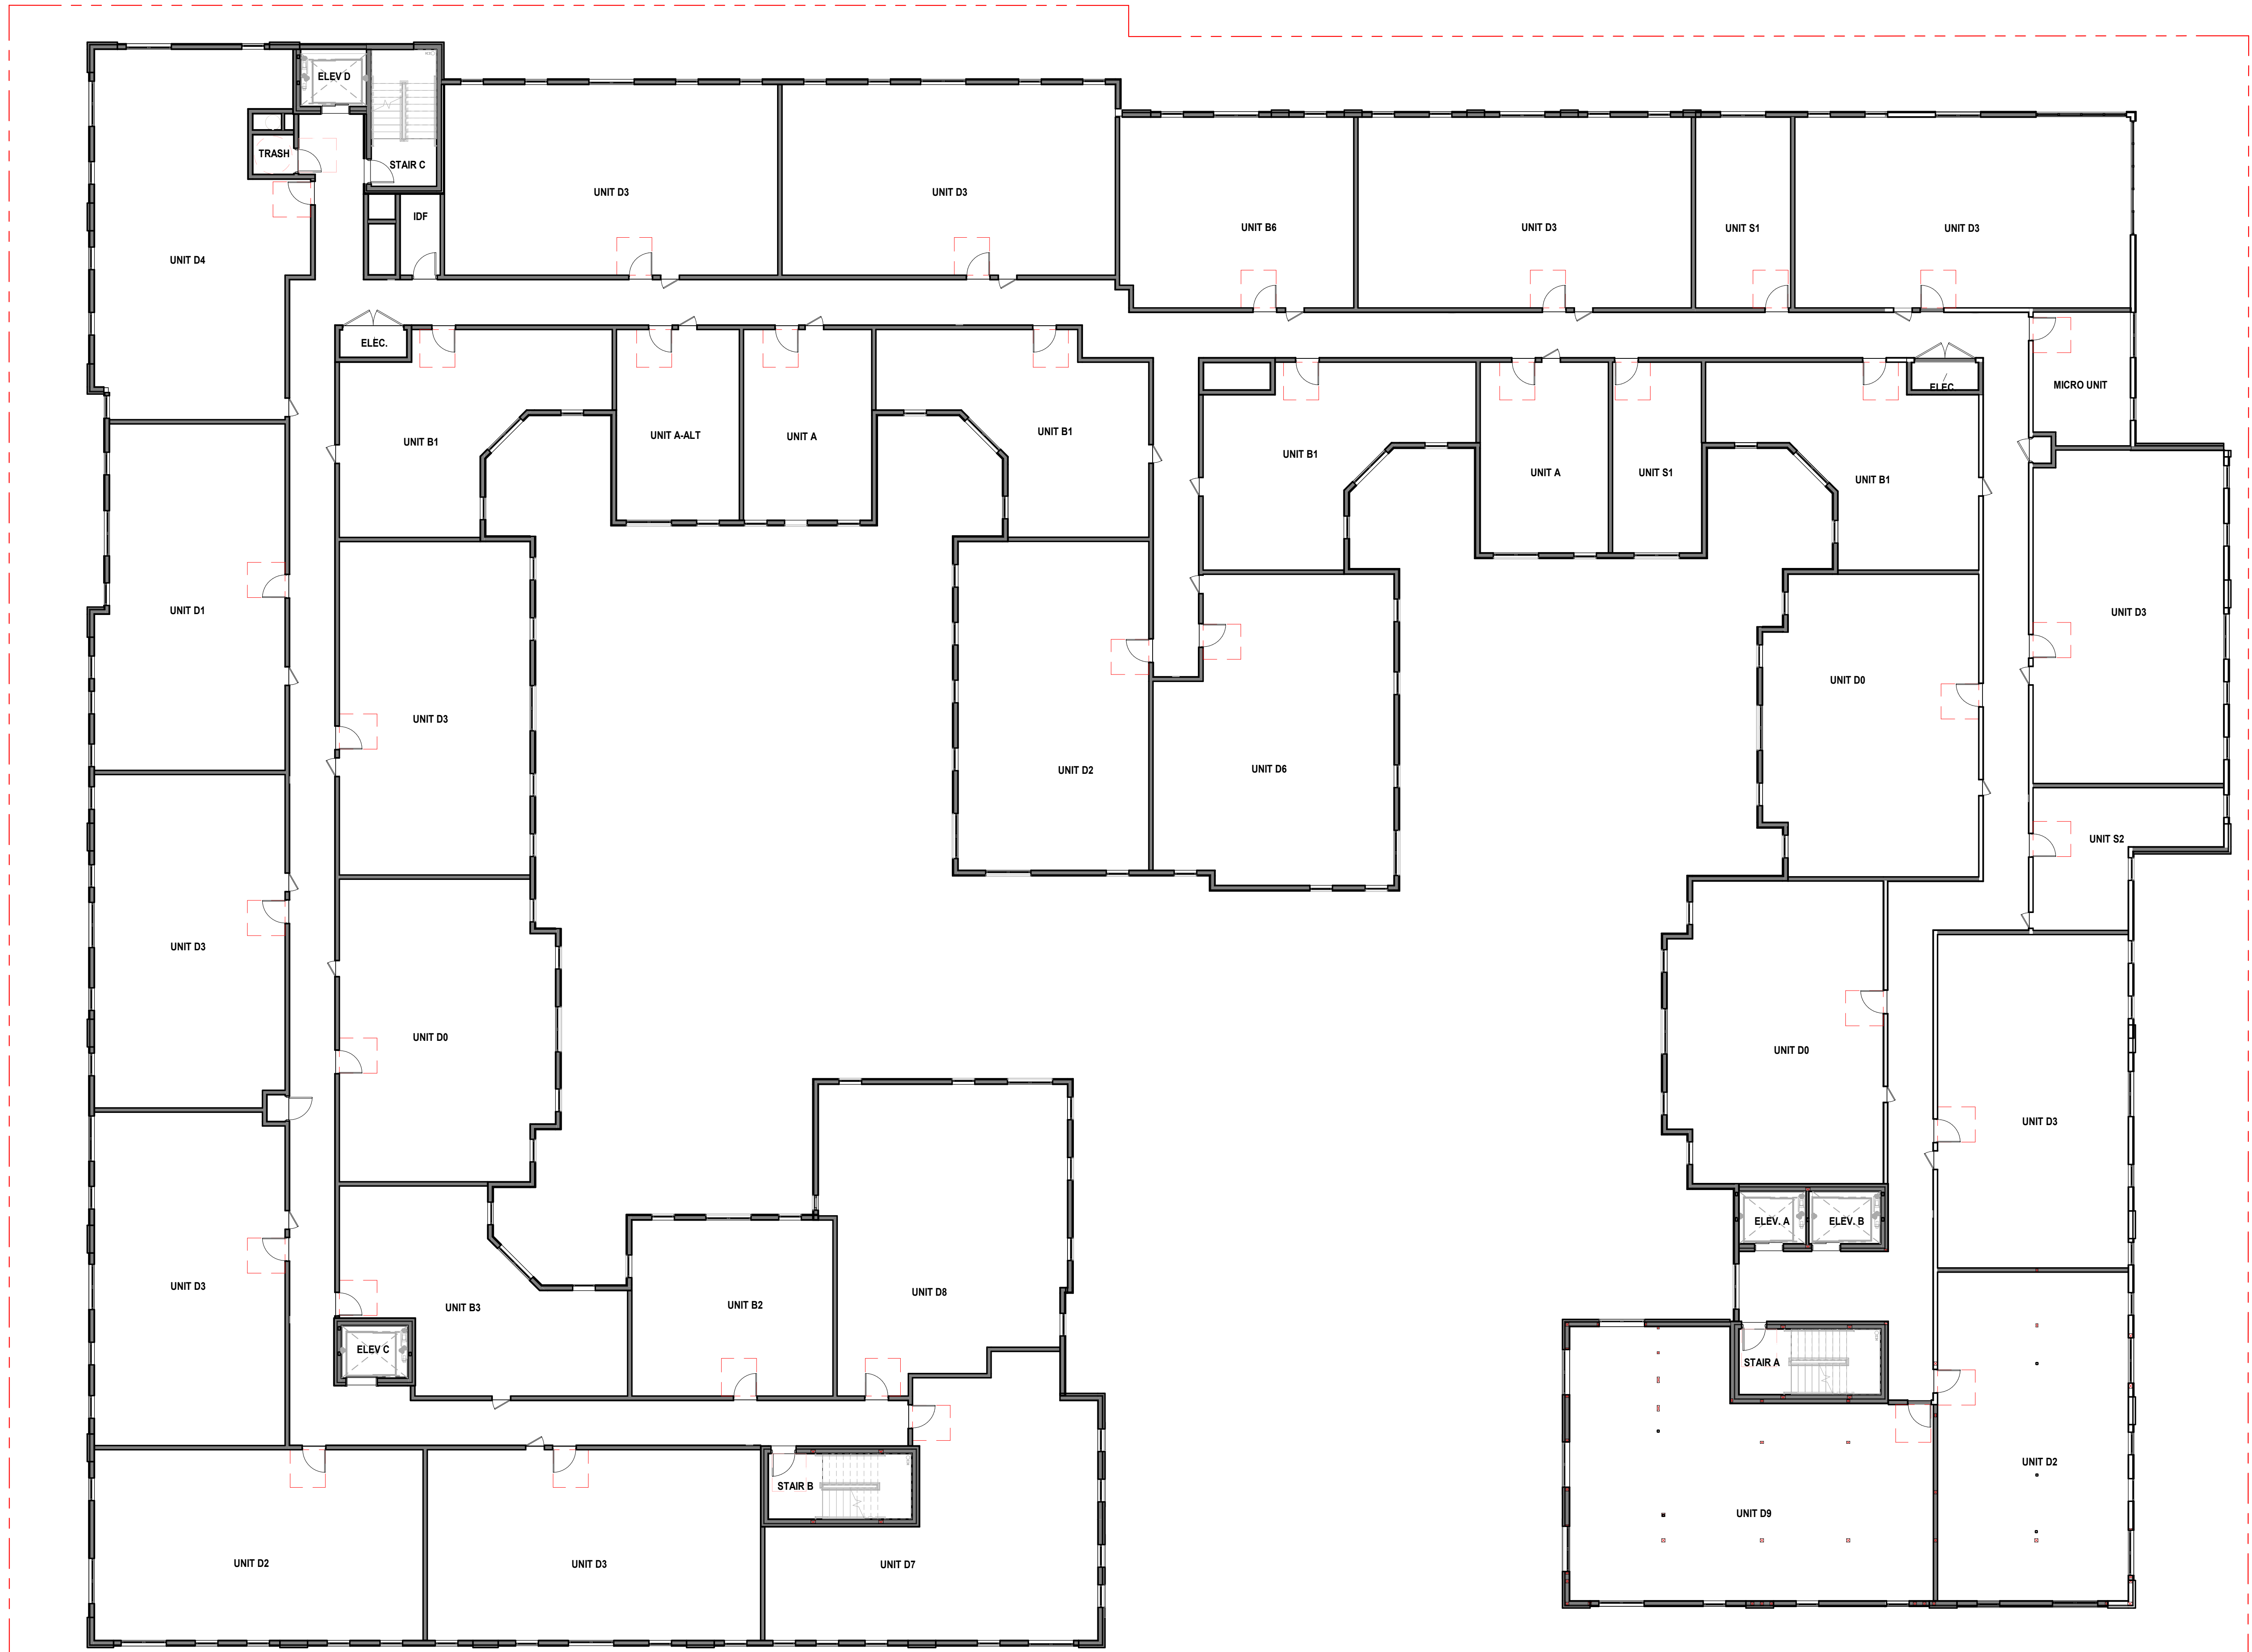 ELEV D
TRASH
STAIR C
UNIT D3
UNIT D3
IDF
UNIT B6
UNIT D3
UNIT S1
UNIT D3
UNIT D4
ELEC.
ELEC.
MICRO UNIT
UNIT B1
UNIT A-ALT
UNIT A
UNIT B1
UNIT B1
UNIT A
UNIT S1
UNIT B1
UNIT D1
UNIT D3
UNIT D0
UNIT D3
UNIT D2
UNIT D6
UNIT S2
UNIT D3
UNIT D0
UNIT D0
UNIT D3
ELEV. A
ELEV. B
UNIT D3
UNIT B3
UNIT B2
UNIT D8
ELEV C
STAIR A
UNIT D2
STAIR B
UNIT D9
UNIT D2
UNIT D3
UNIT D7